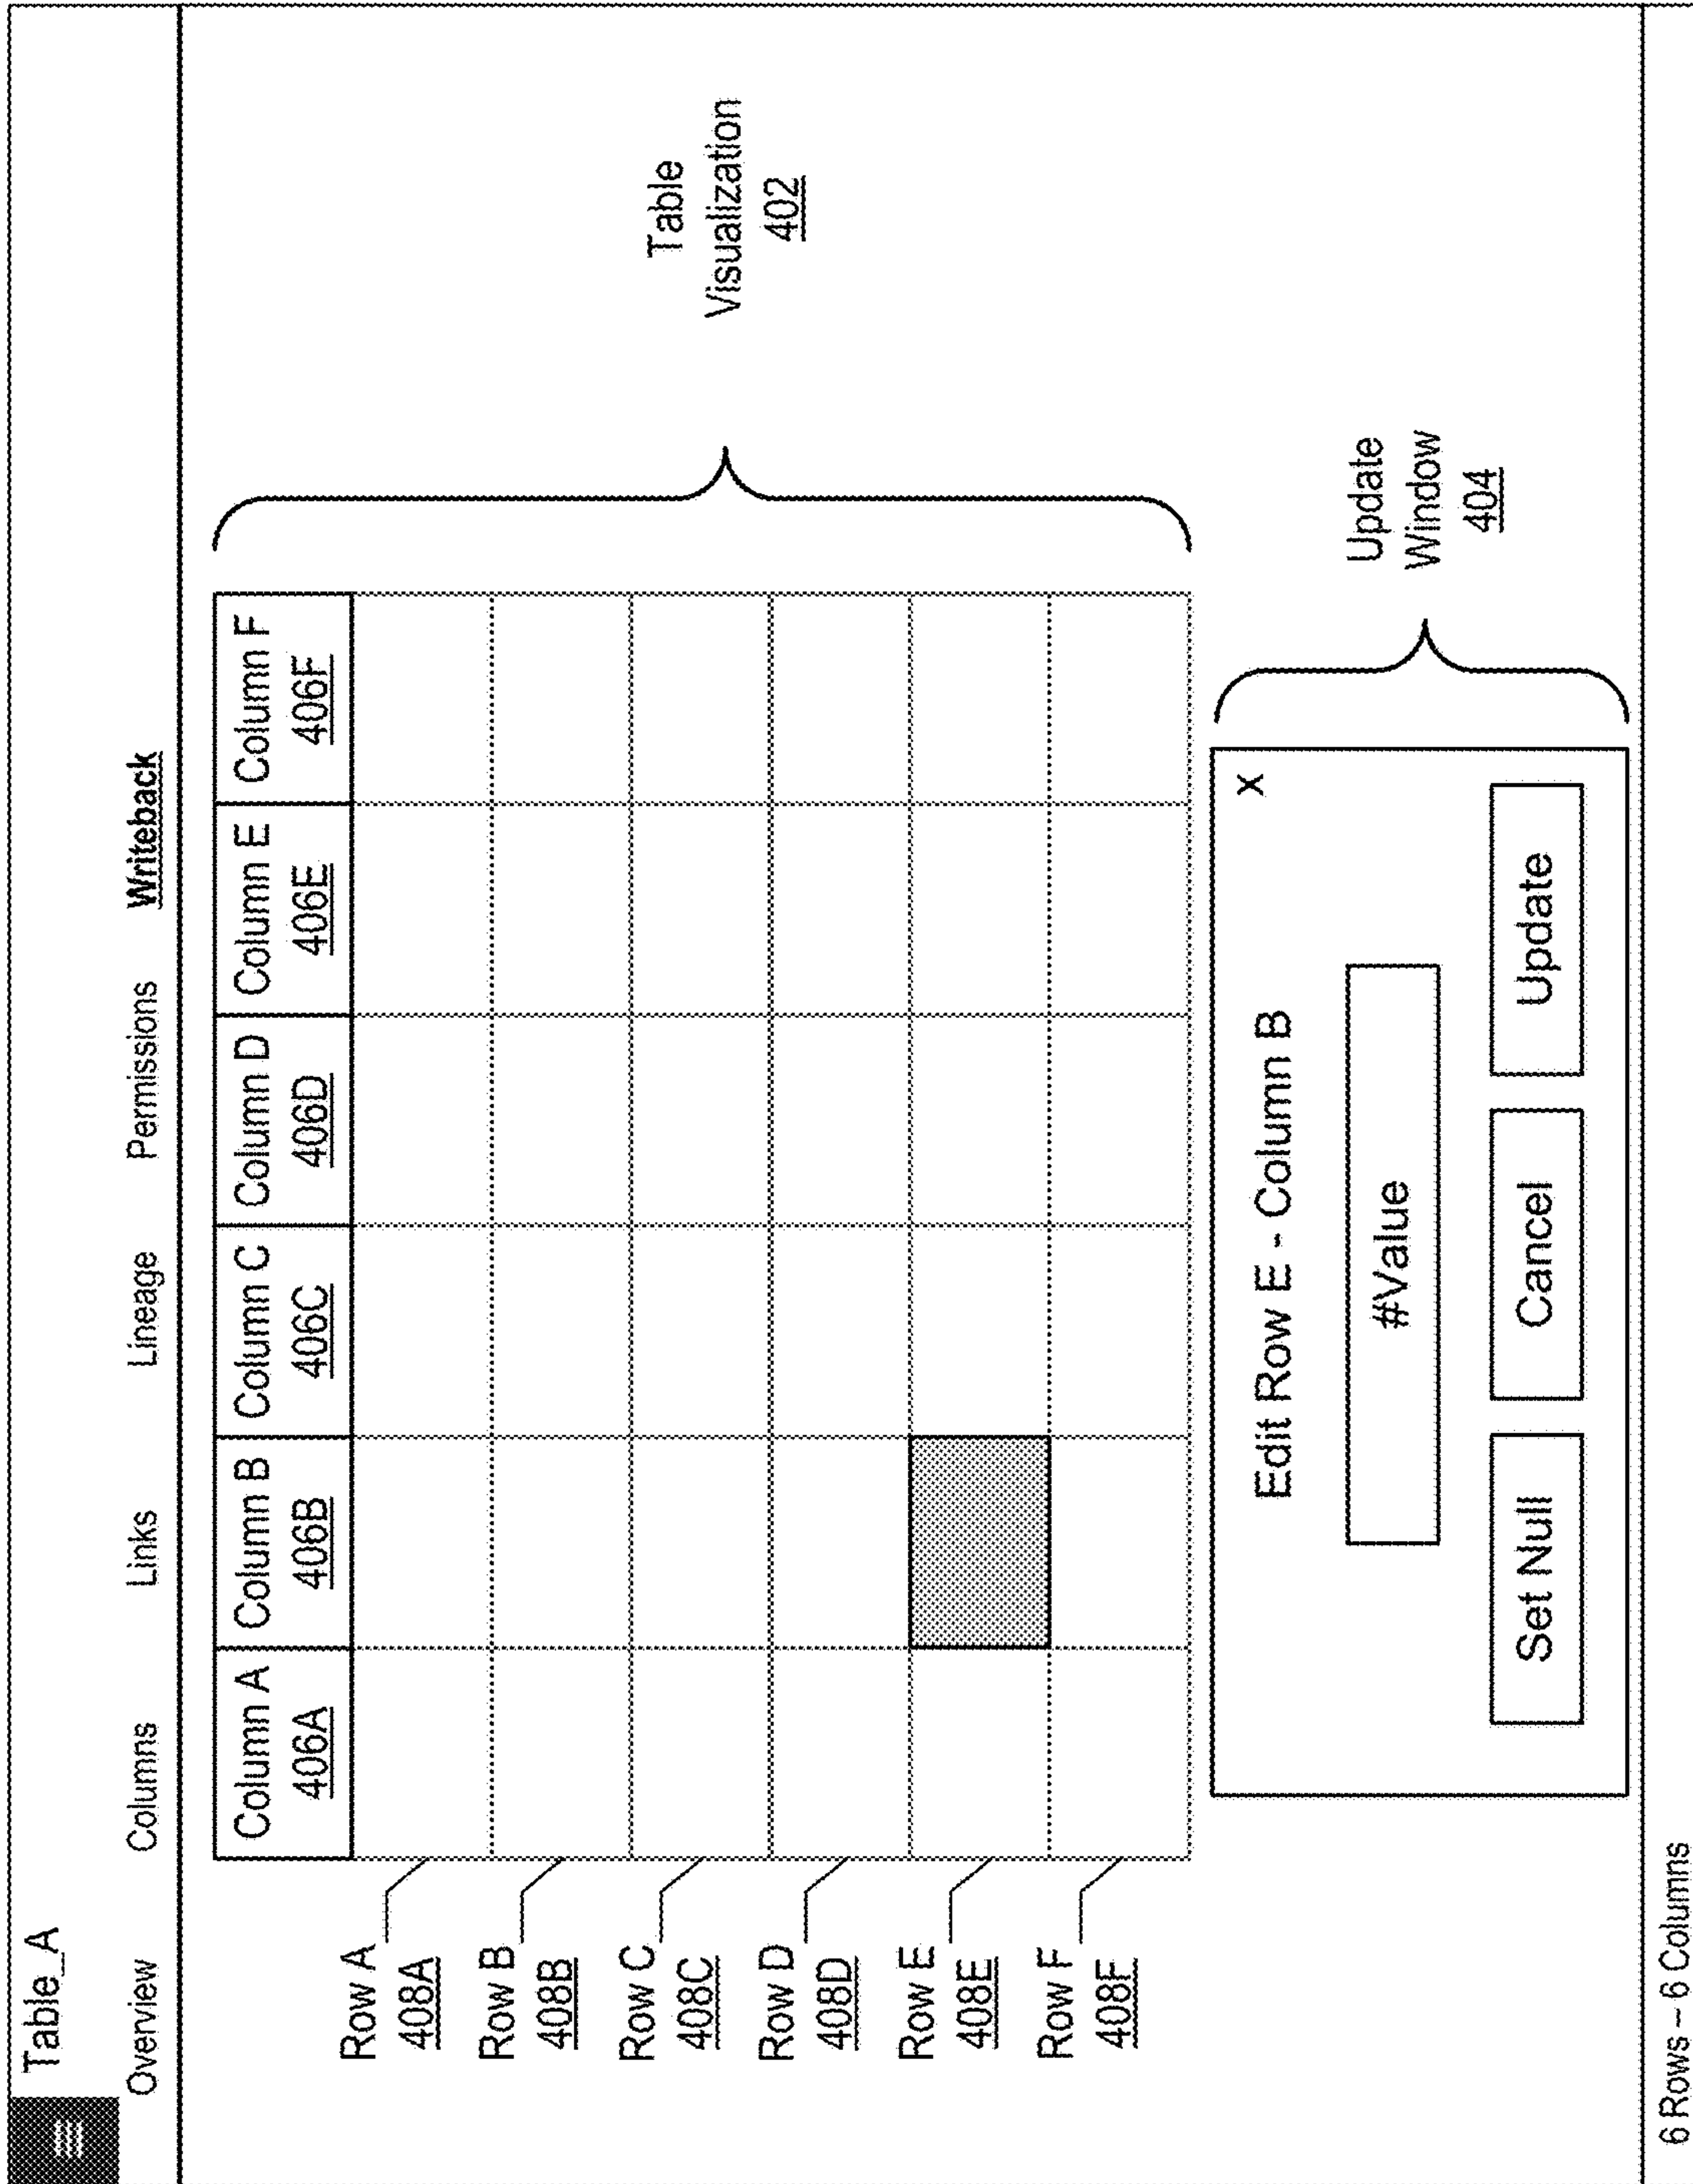 Table_A
Overview
Columns
Links
Lineage
Permissions
Writeback
Column A
406A
Column B
406B
Column C
406C
Column D
406D
Column E
406E
Column F
406F
Row A
408A
Row B
408B
Row C
408C
Row D
408D
Row E
408E
Row F
408F
Table
Visualization
402
Edit Row E - Column B
X
#Value
Set Null
Cancel
Update
Update
Window
404
6 Rows – 6 Columns